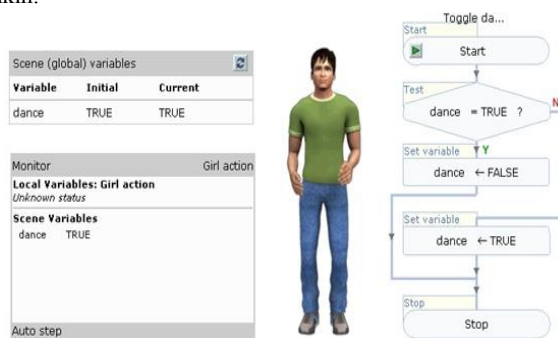 Scene (global) variables
Variable Initial Current
dance TRUE TRUE
Monitor Girl action
Local Variables: Girl action
Unknown status
Scene Variables
dance TRUE
Auto step
Toggle da...
Start
Start
Test
dance = TRUE ?
N
Y
Set variable
dance ← FALSE
Set variable
dance ← TRUE
Stop
Stop